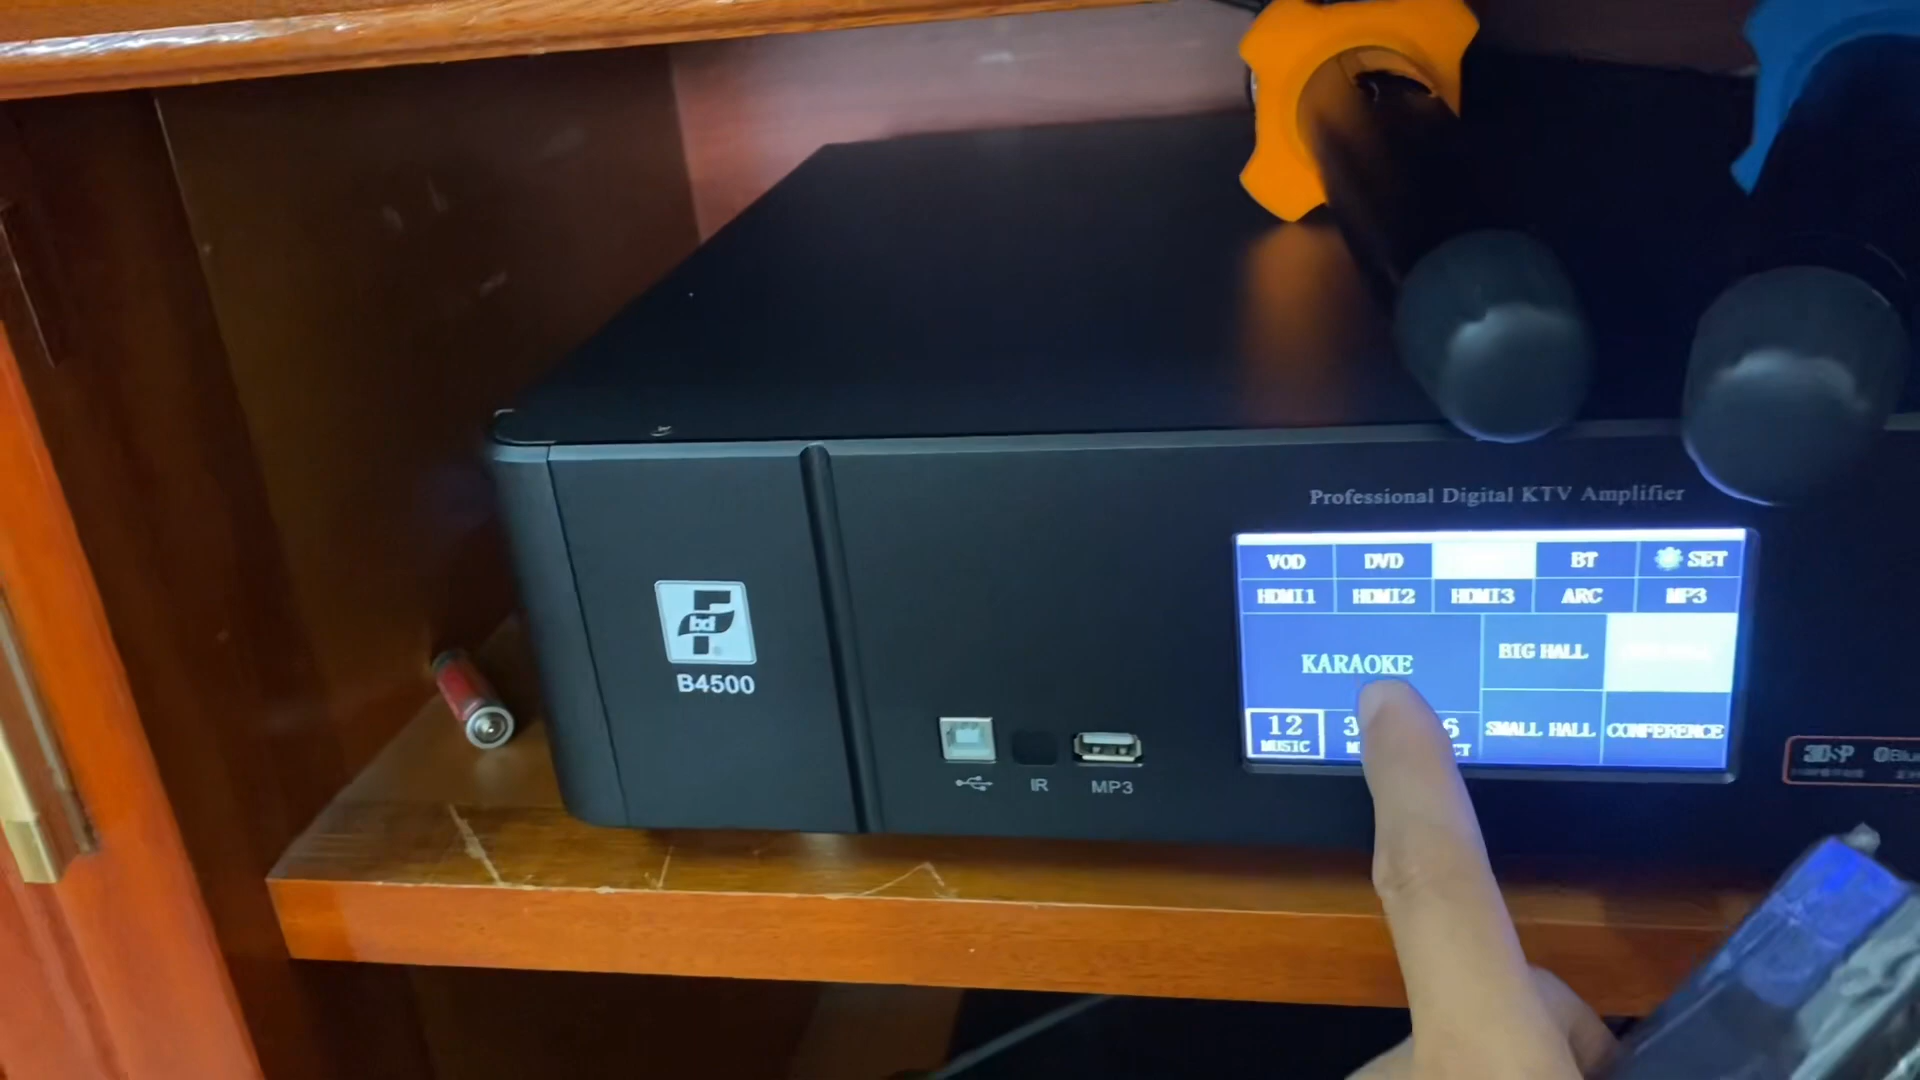 Professional Digital KTV Amplifier
VOD DVD BT SET
HDMI1 HDMI2 HDMI3 ARC MP3
KARAOKE
BIG HALL
12
MUSIC
SMALL HALL
CONFERENCE
bd
B4500
IR
MP3